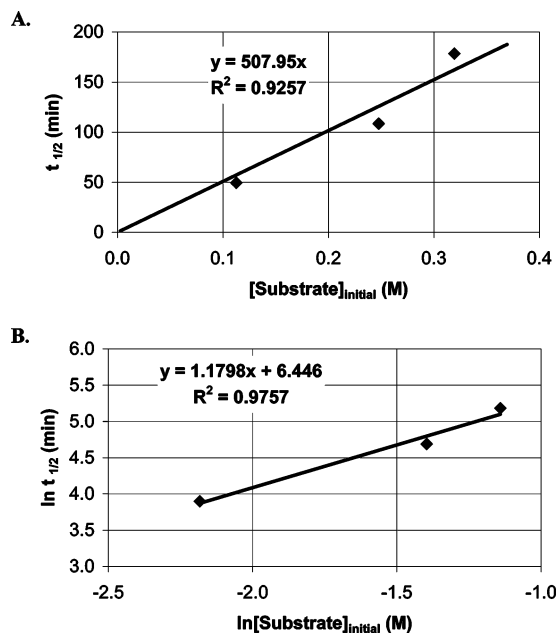 A.
200
150
100
50
0
t 1/2 (min)
y = 507.95x
R² = 0.9257
0.0 0.1 0.2 0.3 0.4
[Substrate]initial (M)
B.
6.0
5.5
5.0
4.5
4.0
3.5
3.0
ln t 1/2 (min)
y = 1.1798x + 6.446
R² = 0.9757
-2.5 -2.0 -1.5 -1.0
ln[Substrate]initial (M)